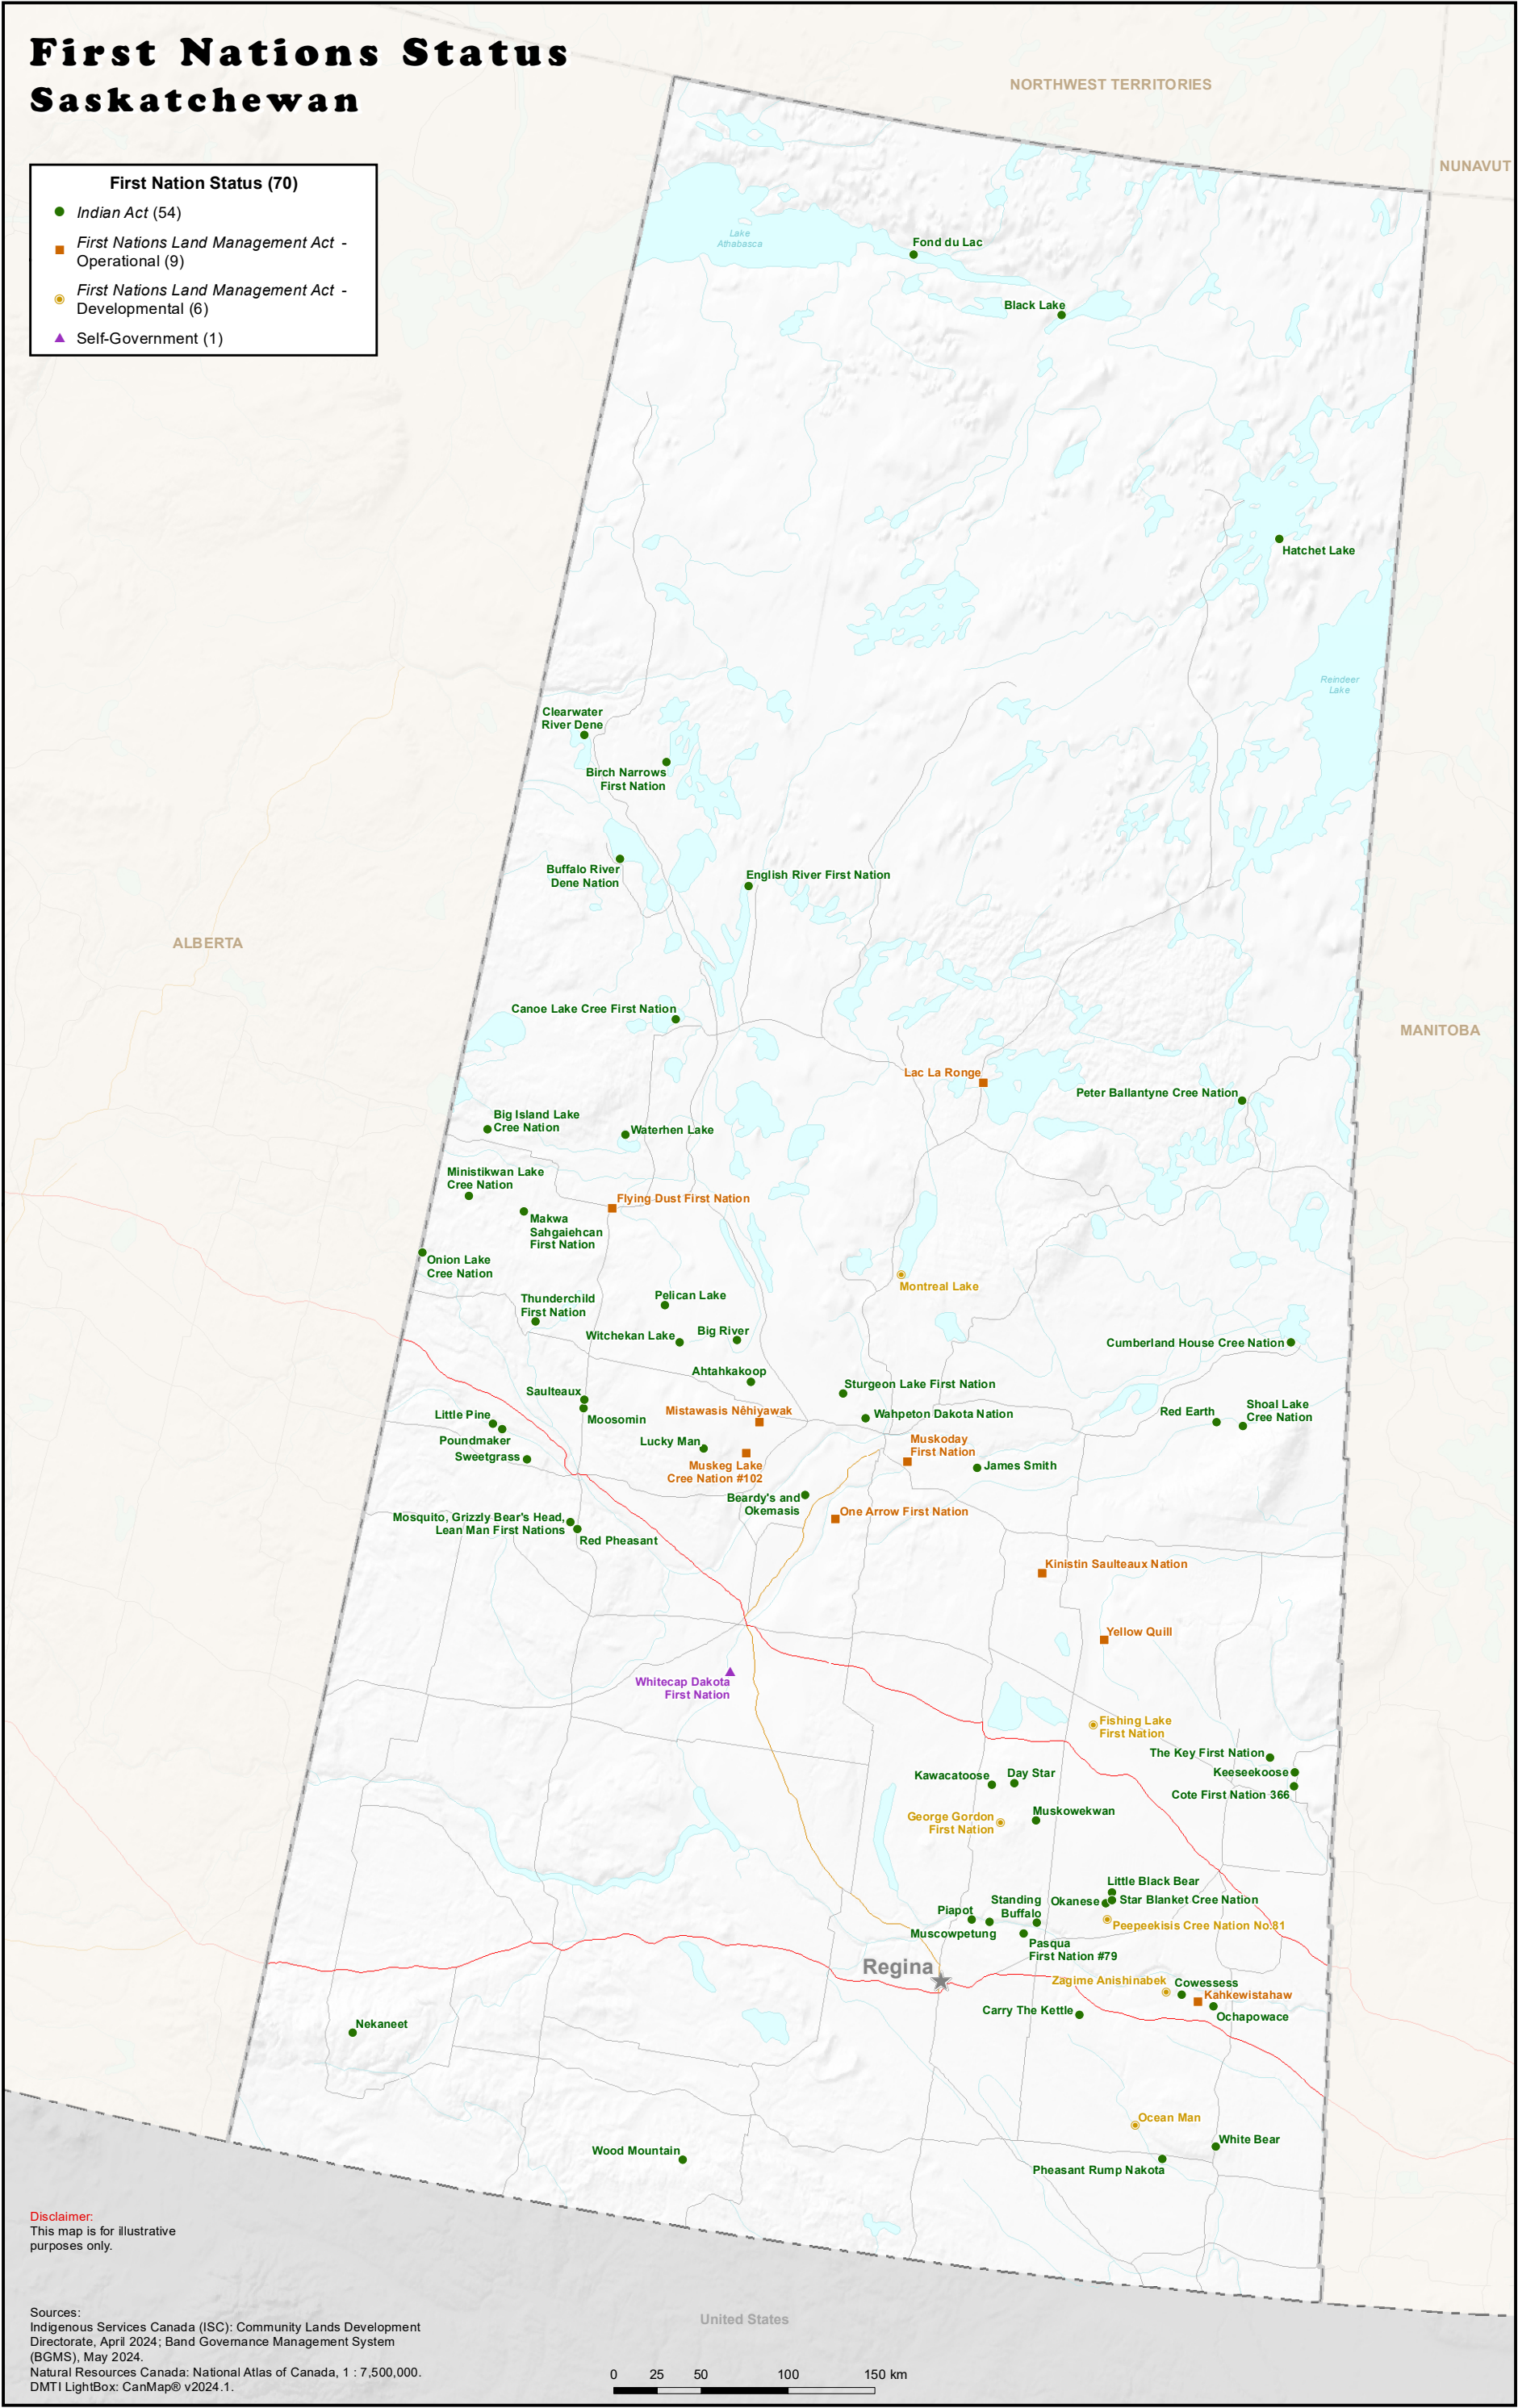 First Nations Status
Saskatchewan
NORTHWEST TERRITORIES
NUNAVUT
First Nation Status (70)
Indian Act (54)
First Nations Land Management Act -
Operational (9)
First Nations Land Management Act -
Developmental (6)
Self-Government (1)
Lake
Athabasca
Fond du Lac
Black Lake
Hatchet Lake
Reindeer
Lake
Clearwater
River Dene
Birch Narrows
First Nation
Buffalo River
Dene Nation
English River First Nation
ALBERTA
Canoe Lake Cree First Nation
MANITOBA
Lac La Ronge
Peter Ballantyne Cree Nation
Big Island Lake
Cree Nation
Waterhen Lake
Ministikwan Lake
Cree Nation
Flying Dust First Nation
Makwa
Sahgaiehcan
First Nation
Onion Lake
Cree Nation
Montreal Lake
Thunderchild
First Nation
Pelican Lake
Witchekan Lake
Big River
Cumberland House Cree Nation
Ahtahkakoop
Saulteaux
Sturgeon Lake First Nation
Little Pine
Moosomin
Mistawasis Nêhiyawak
Wahpeton Dakota Nation
Red Earth
Shoal Lake
Cree Nation
Poundmaker
Sweetgrass
Lucky Man
Muskeg Lake
Cree Nation #102
Muskoday
First Nation
James Smith
Beardy's and
Okemasis
One Arrow First Nation
Mosquito, Grizzly Bear's Head,
Lean Man First Nations
Red Pheasant
Kinistin Saulteaux Nation
Yellow Quill
Whitecap Dakota
First Nation
Fishing Lake
First Nation
The Key First Nation
Keeseekoose
Cote First Nation 366
Kawacatoose
Day Star
George Gordon
First Nation
Muskowekwan
Little Black Bear
Okanese
Star Blanket Cree Nation
Standing
Buffalo
Piapot
Muscowpetung
Peepeekisis Cree Nation No.81
Pasqua
First Nation #79
Regina
Zagime Anishinabek
Cowessess
Kahkewistahaw
Ochapowace
Carry The Kettle
Nekaneet
Ocean Man
White Bear
Pheasant Rump Nakota
Wood Mountain
Disclaimer:
This map is for illustrative
purposes only.
United States
Sources:
Indigenous Services Canada (ISC): Community Lands Development
Directorate, April 2024; Band Governance Management System
(BGMS), May 2024.
Natural Resources Canada: National Atlas of Canada, 1 : 7,500,000.
DMTI LightBox: CanMap® v2024.1.
0 25 50 100 150 km